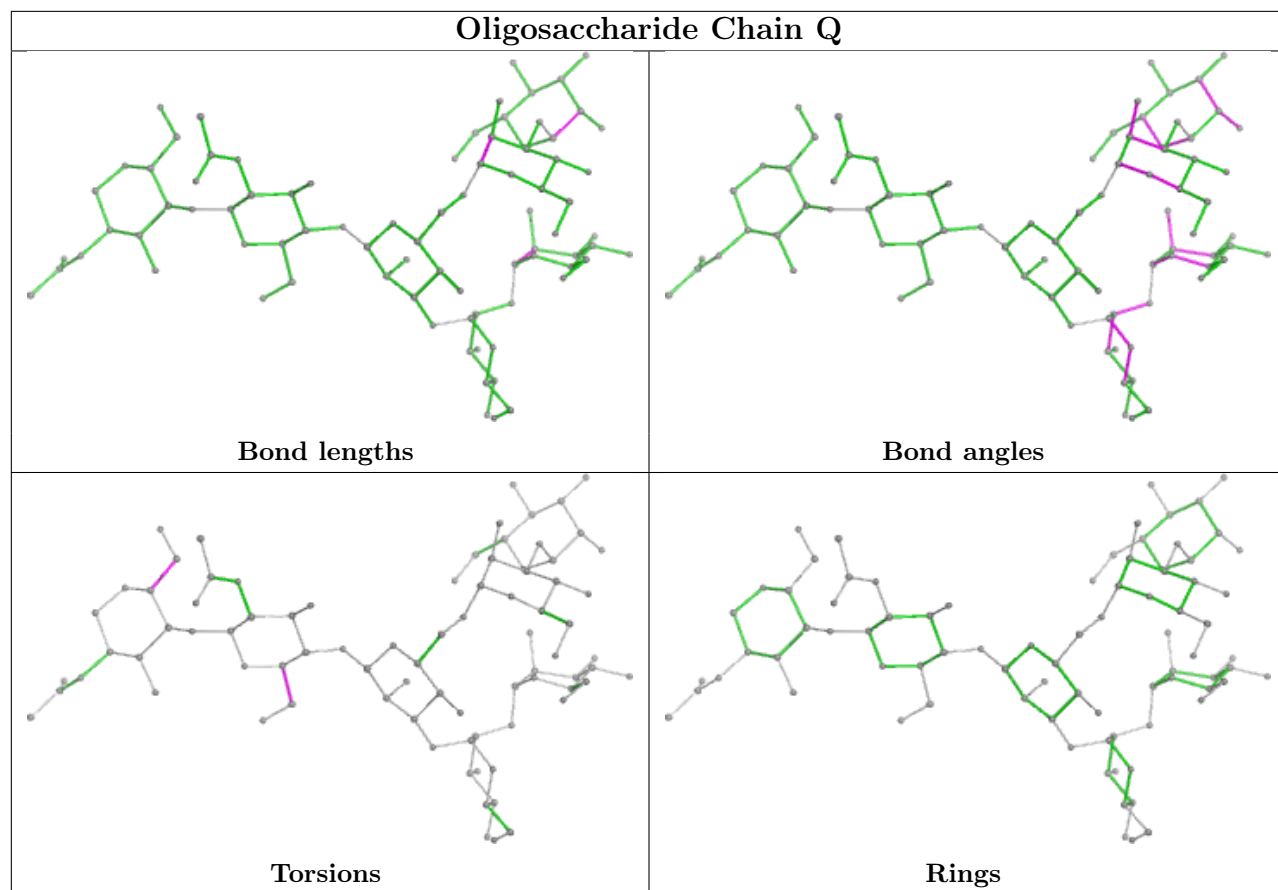 Oligosaccharide Chain Q
Bond lengths
Bond angles
Torsions
Rings